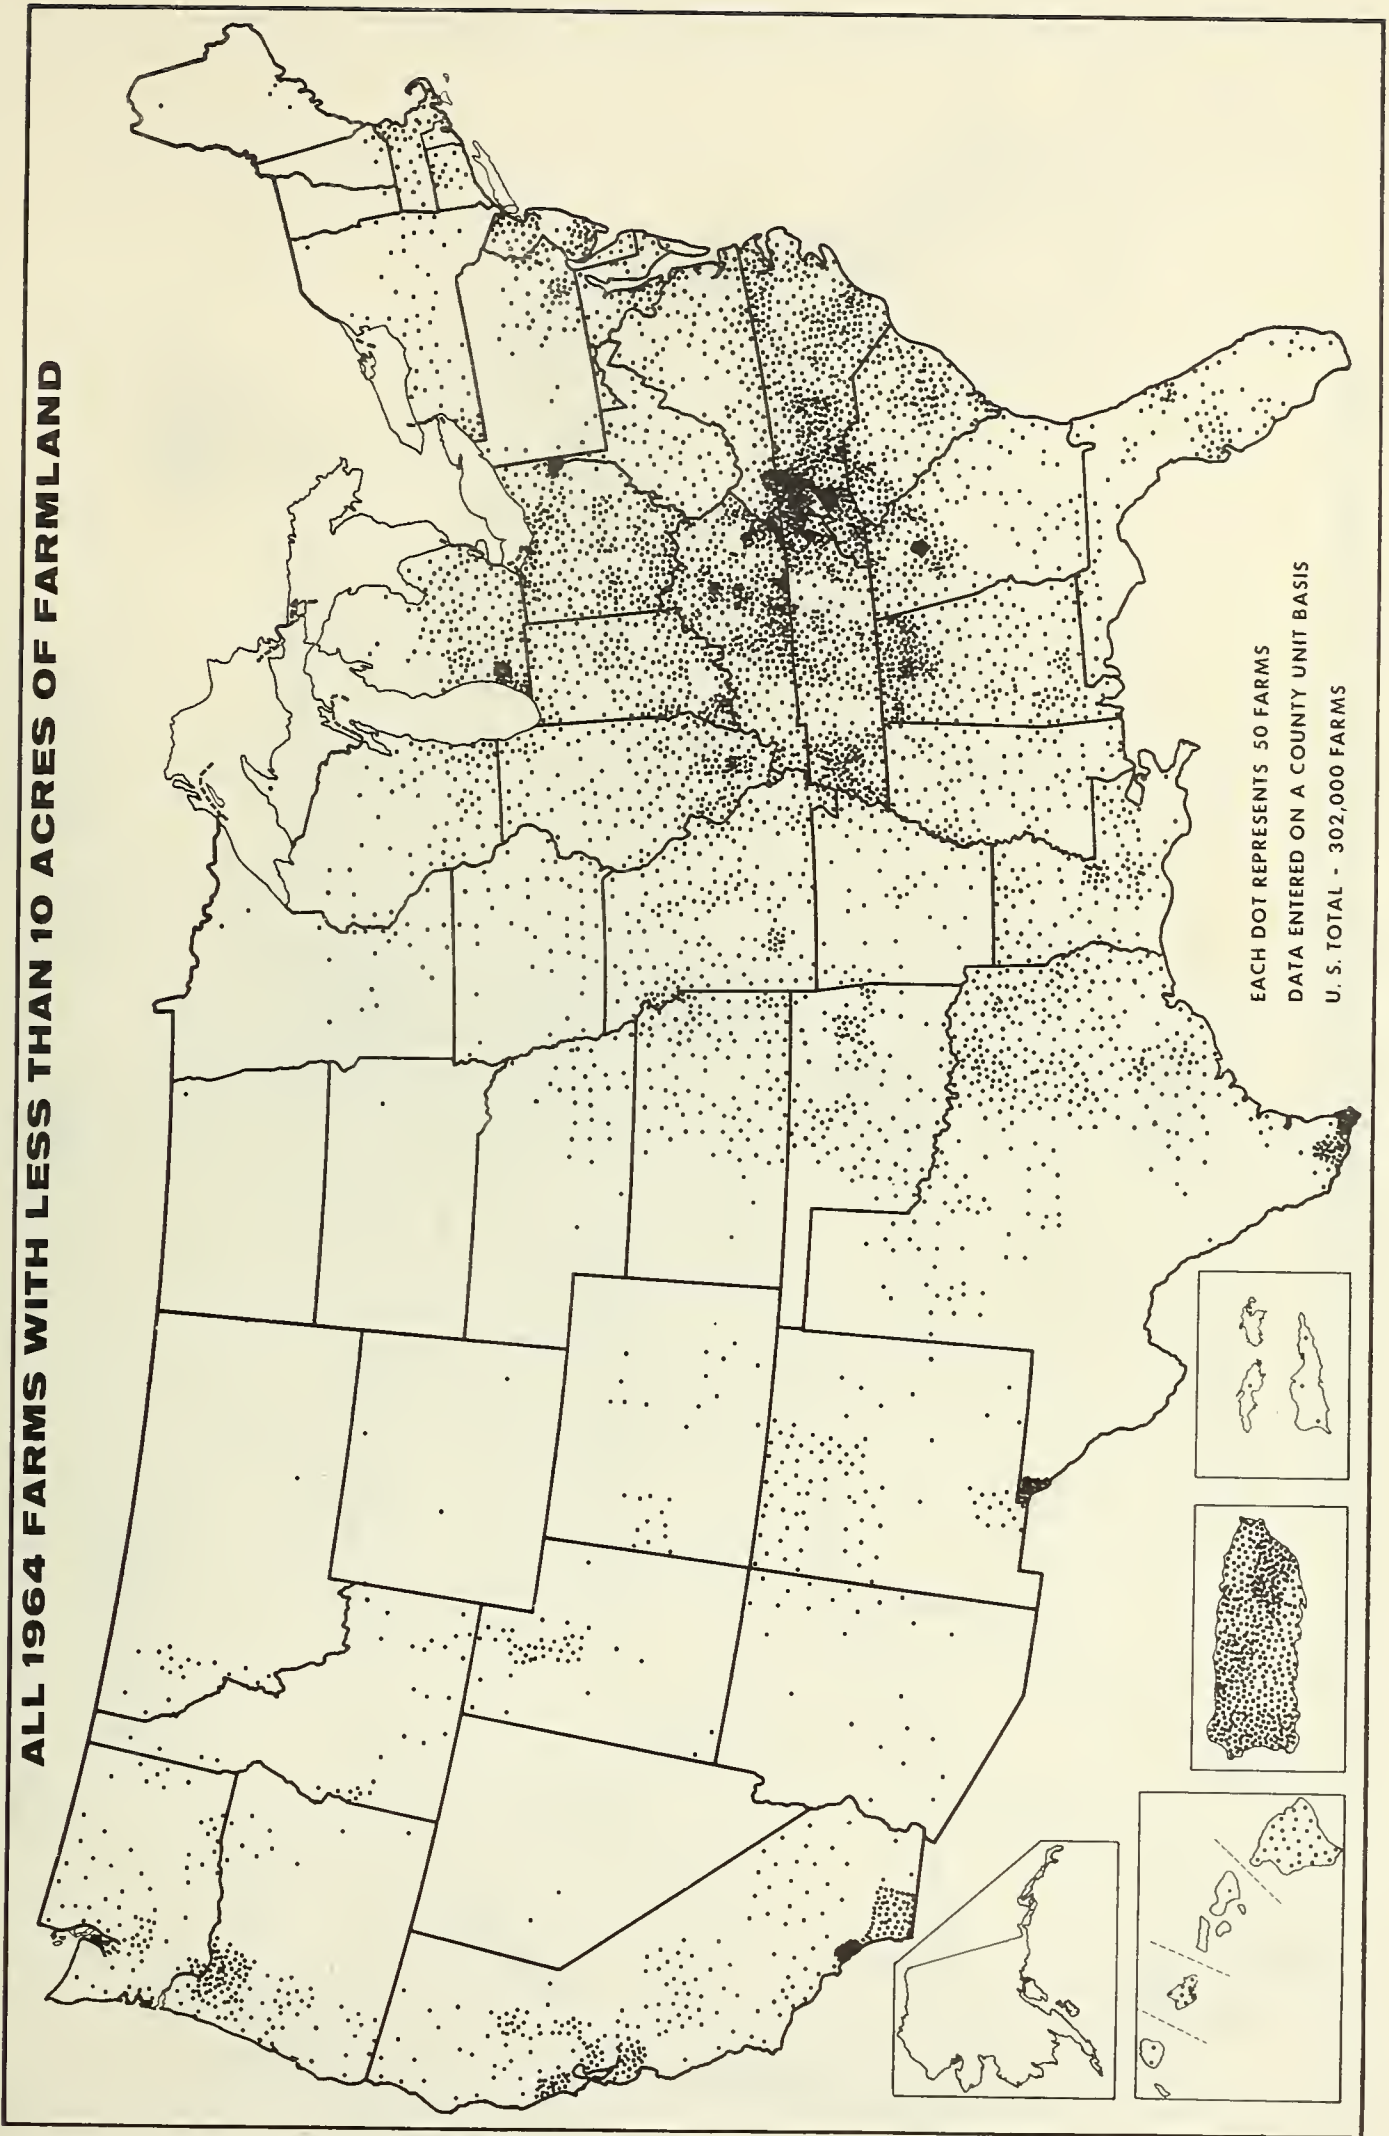 ALL 1964 FARMS WITH LESS THAN 10 ACRES OF FARMLAND
EACH DOT REPRESENTS 50 FARMS
DATA ENTERED ON A COUNTY UNIT BASIS
U. S. TOTAL - 302,000 FARMS